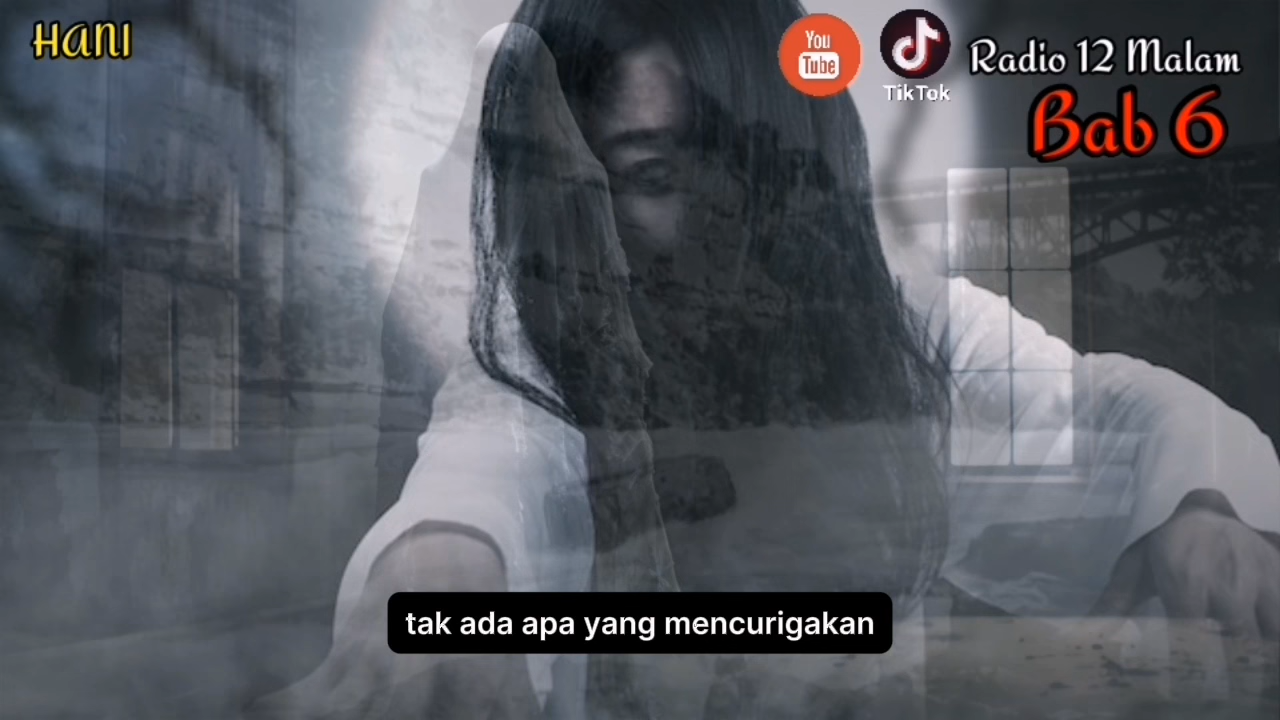 HANI
You
Tube
TikTok
Radio 12 Malam
Bab 6
tak ada apa yang mencurigakan